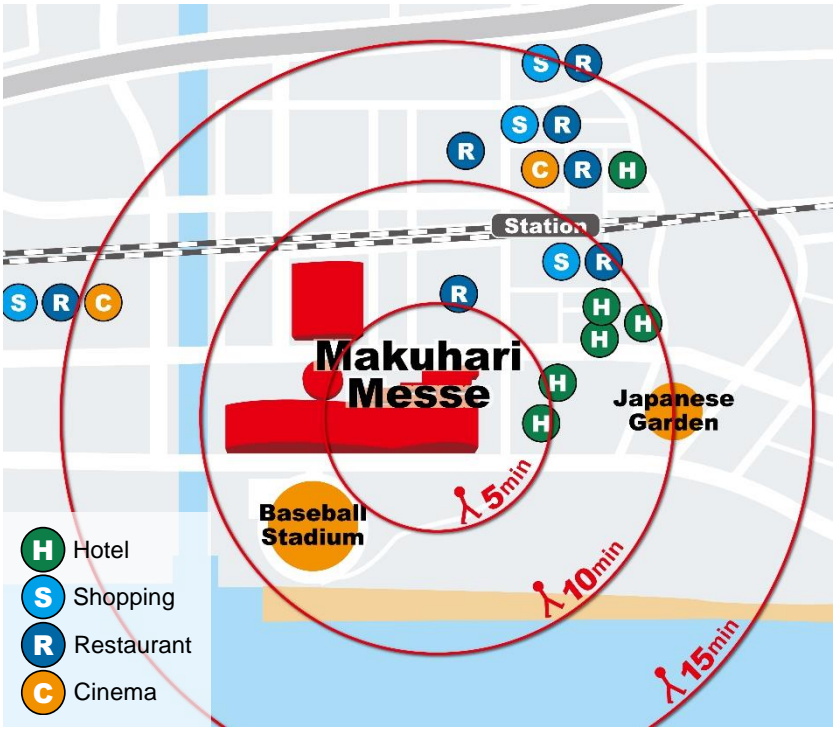 S R
S R
R
C R H
Station
S R
S R C
R
H
H
H
Makuhari
Messe
H
H
Japanese
Garden
5min
Baseball
Stadium
10min
15min
H Hotel
S Shopping
R Restaurant
C Cinema